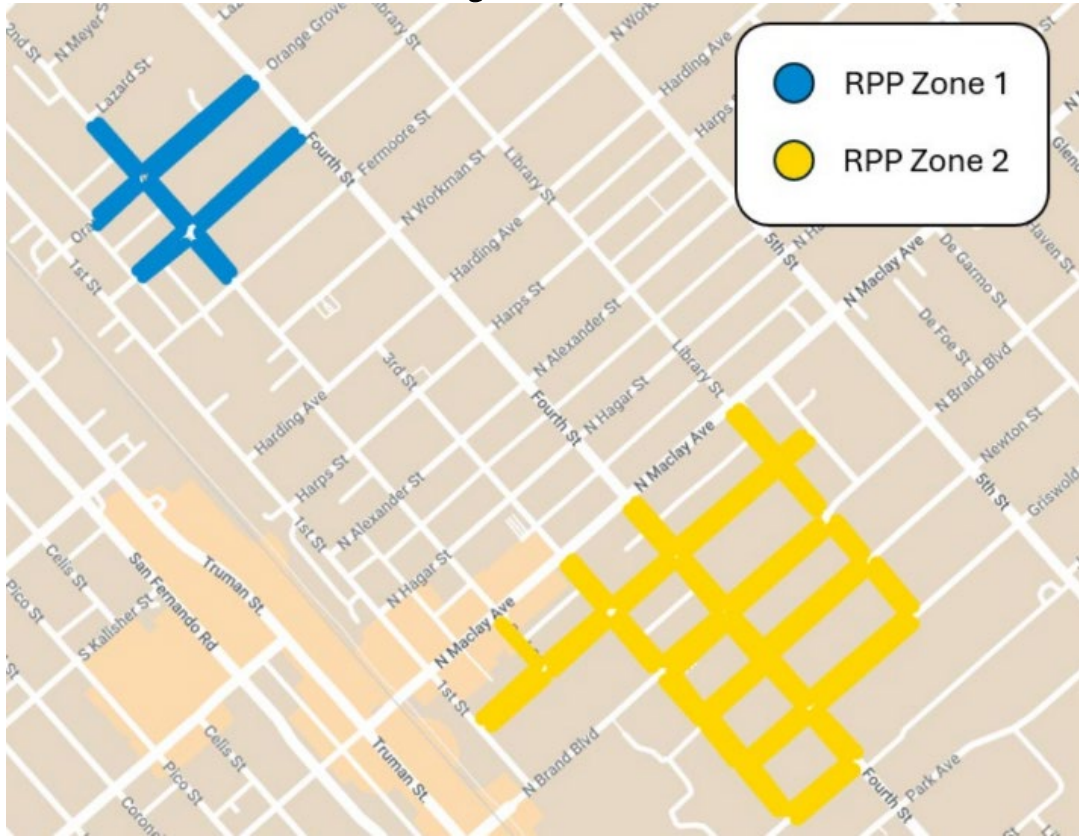 2nd St
N Meyer S
Orange Grove
Library St
N Work
Harding Ave
Harps S
RPP Zone 1
RPP Zone 2
Lazard St
Fourth St
Fermoore St
N Workman St
Library St
Harding Ave
5th St
N Maclay Ave
De Garmo St
Haven St
1st St
Harps St
N Alexander St
De Foe St
N Brand Blvd
3rd St
Library St
N Hagar St
Fourth St
N Maclay Ave
Newton St
5th St
Griswold
Harding Ave
Harps St
1st St
N Alexander St
N Hagar St
N Maclay Ave
1st St
Celis St
Pico St
San Fernando Rd
Truman St.
S Kalisher St
Celis St
Pico St
Truman St.
N Brand Blvd
Fourth St
Park Ave